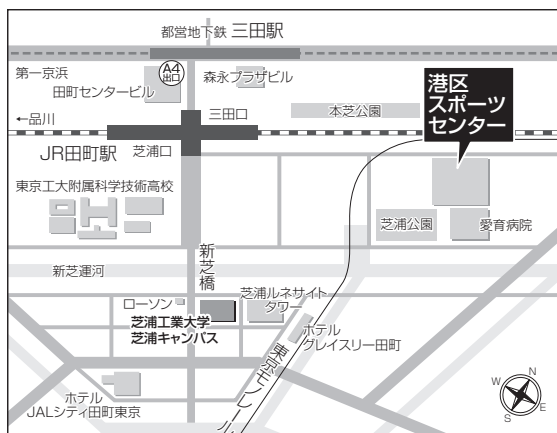 都営地下鉄 三田駅
第一京浜
A4
出口
田町センタービル
森永プラザビル
港区
スポーツ
センター
←品川
三田口
本芝公園
JR田町駅
芝浦口
東京工大附属科学技術高校
芝浦公園
愛育病院
新芝運河
新芝橋
ローソン
芝浦ルネサイト
タワー
芝浦工業大学
芝浦キャンパス
ホテル
グレイスリー田町
東京モノレール
ホテル
JALシティ田町東京
N
W
E
S